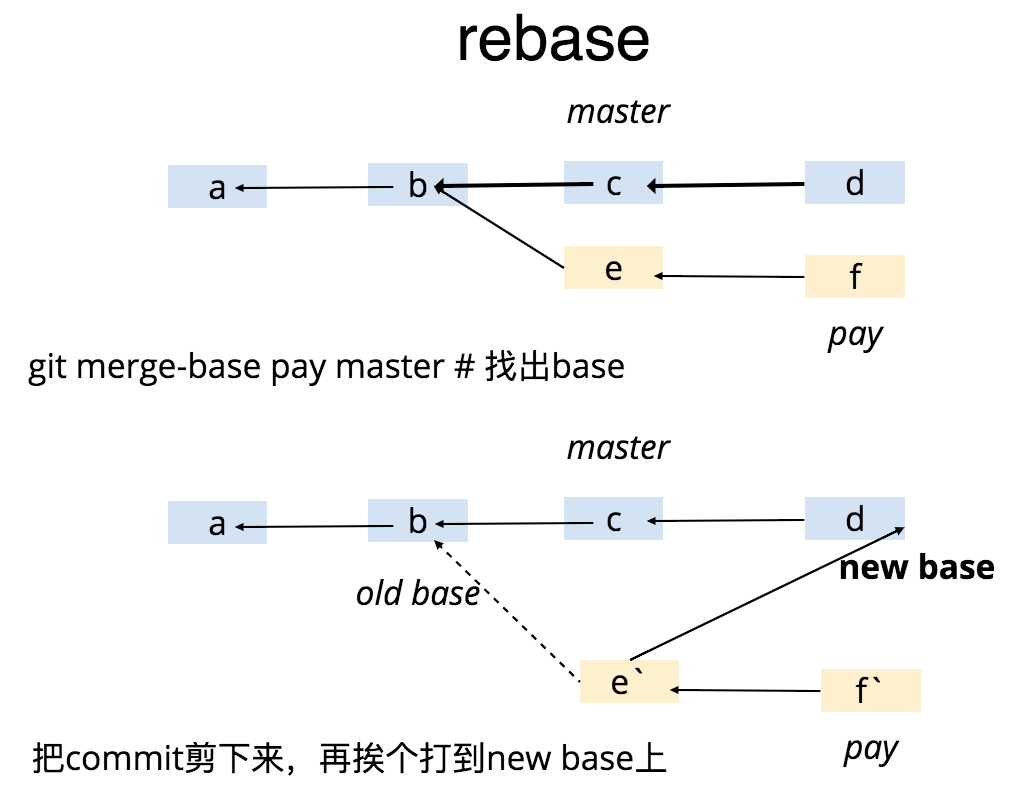 rebase
master
a
b
c
d
e
f
pay
git merge-base pay master # 找出base
master
a
b
c
d
new base
old base
e`
f`
pay
把commit剪下来，再挨个打到new base上